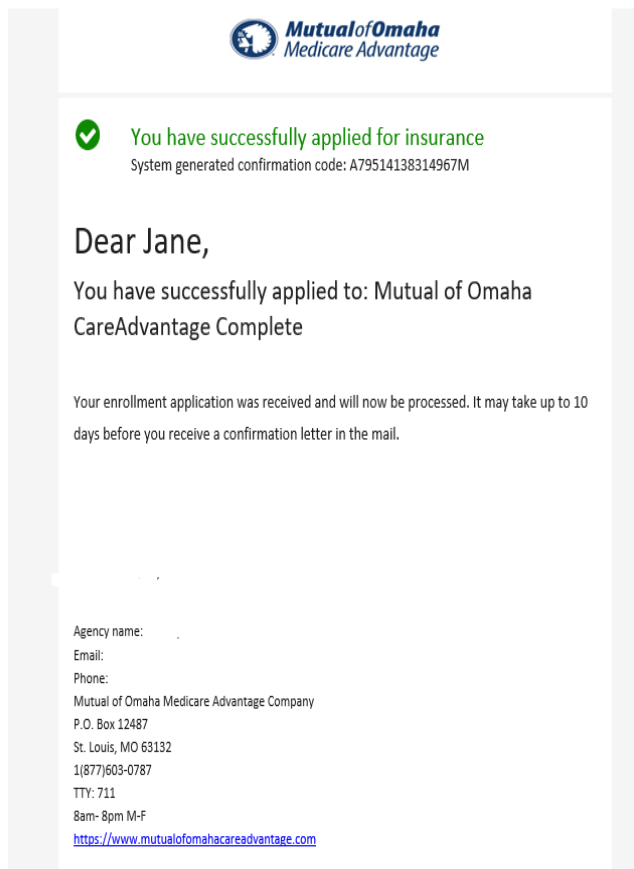 MutualofOmaha
Medicare Advantage
You have successfully applied for insurance
System generated confirmation code: A79514138314967M
Dear Jane,
You have successfully applied to: Mutual of Omaha
CareAdvantage Complete
Your enrollment application was received and will now be processed. It may take up to 10
days before you receive a confirmation letter in the mail.
Agency name:
Email:
Phone:
Mutual of Omaha Medicare Advantage Company
P.O. Box 12487
St. Louis, MO 63132
1(877)603-0787
TTY: 711
8am- 8pm M-F
https://www.mutualofomahacareadvantage.com